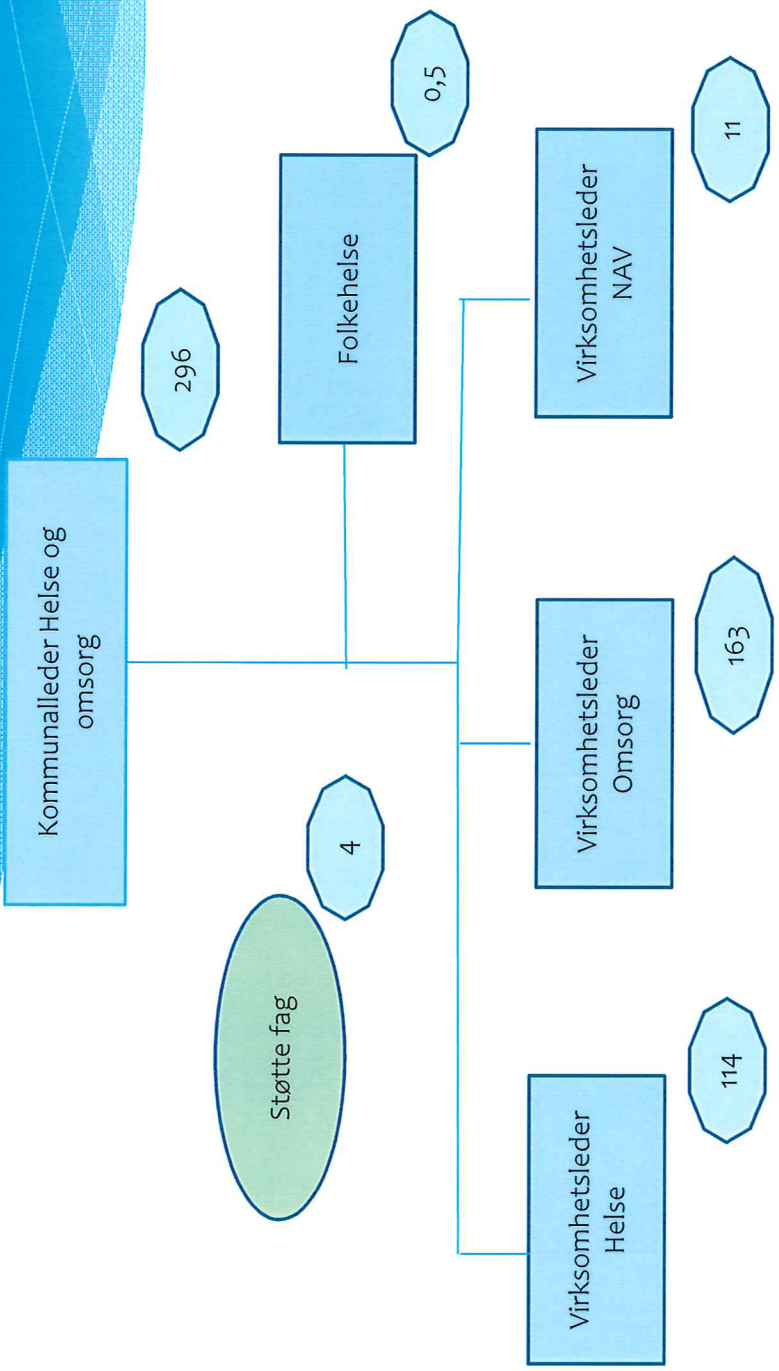 Kommunalleder Helse og
omsorg
296
Folkehelse
0,5
Støtte fag
4
Virksomhetsleder
Helse
114
Virksomhetsleder
Omsorg
163
Virksomhetsleder
NAV
11